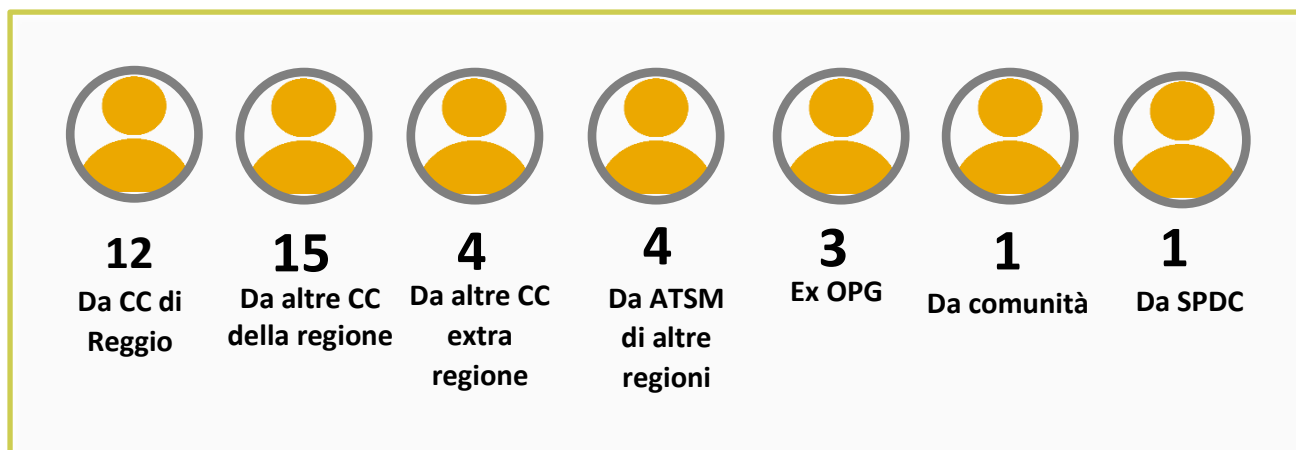 12
Da CC di
Reggio
15
Da altre CC
della regione
4
Da altre CC
extra
regione
4
Da ATSM
di altre
regioni
3
Ex OPG
1
Da comunità
1
Da SPDC